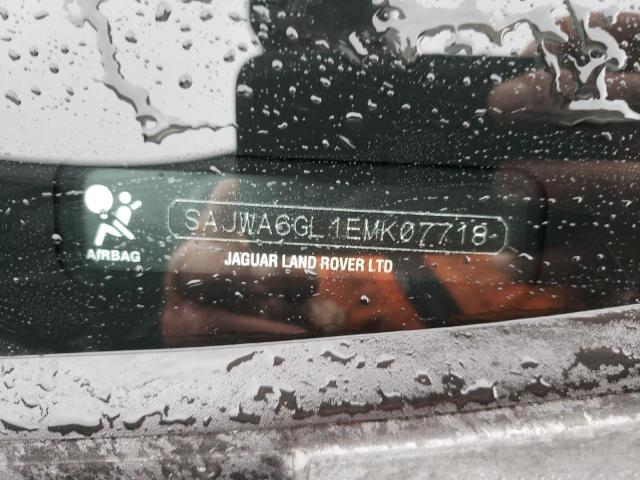 SAJWA6GL1EMK07718
AIRBAG
JAGUAR LAND ROVER LTD